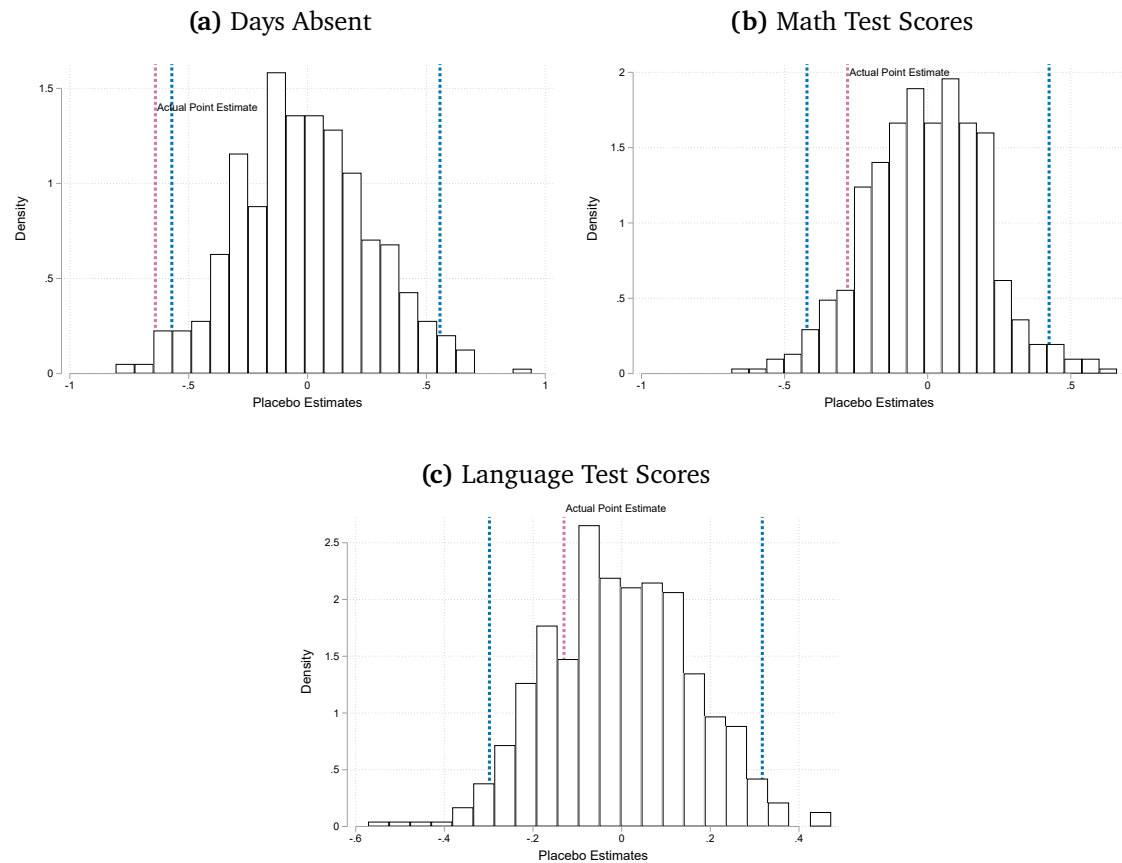 (a) Days Absent
Actual Point Estimate
Density
1.5
1
.5
0
-1
-.5
0
.5
1
Placebo Estimates
(b) Math Test Scores
Actual Point Estimate
Density
2
1.5
1
.5
0
-1
-.5
0
.5
Placebo Estimates
(c) Language Test Scores
Actual Point Estimate
Density
2.5
2
1.5
1
.5
0
-.6
-.4
-.2
0
.2
.4
Placebo Estimates